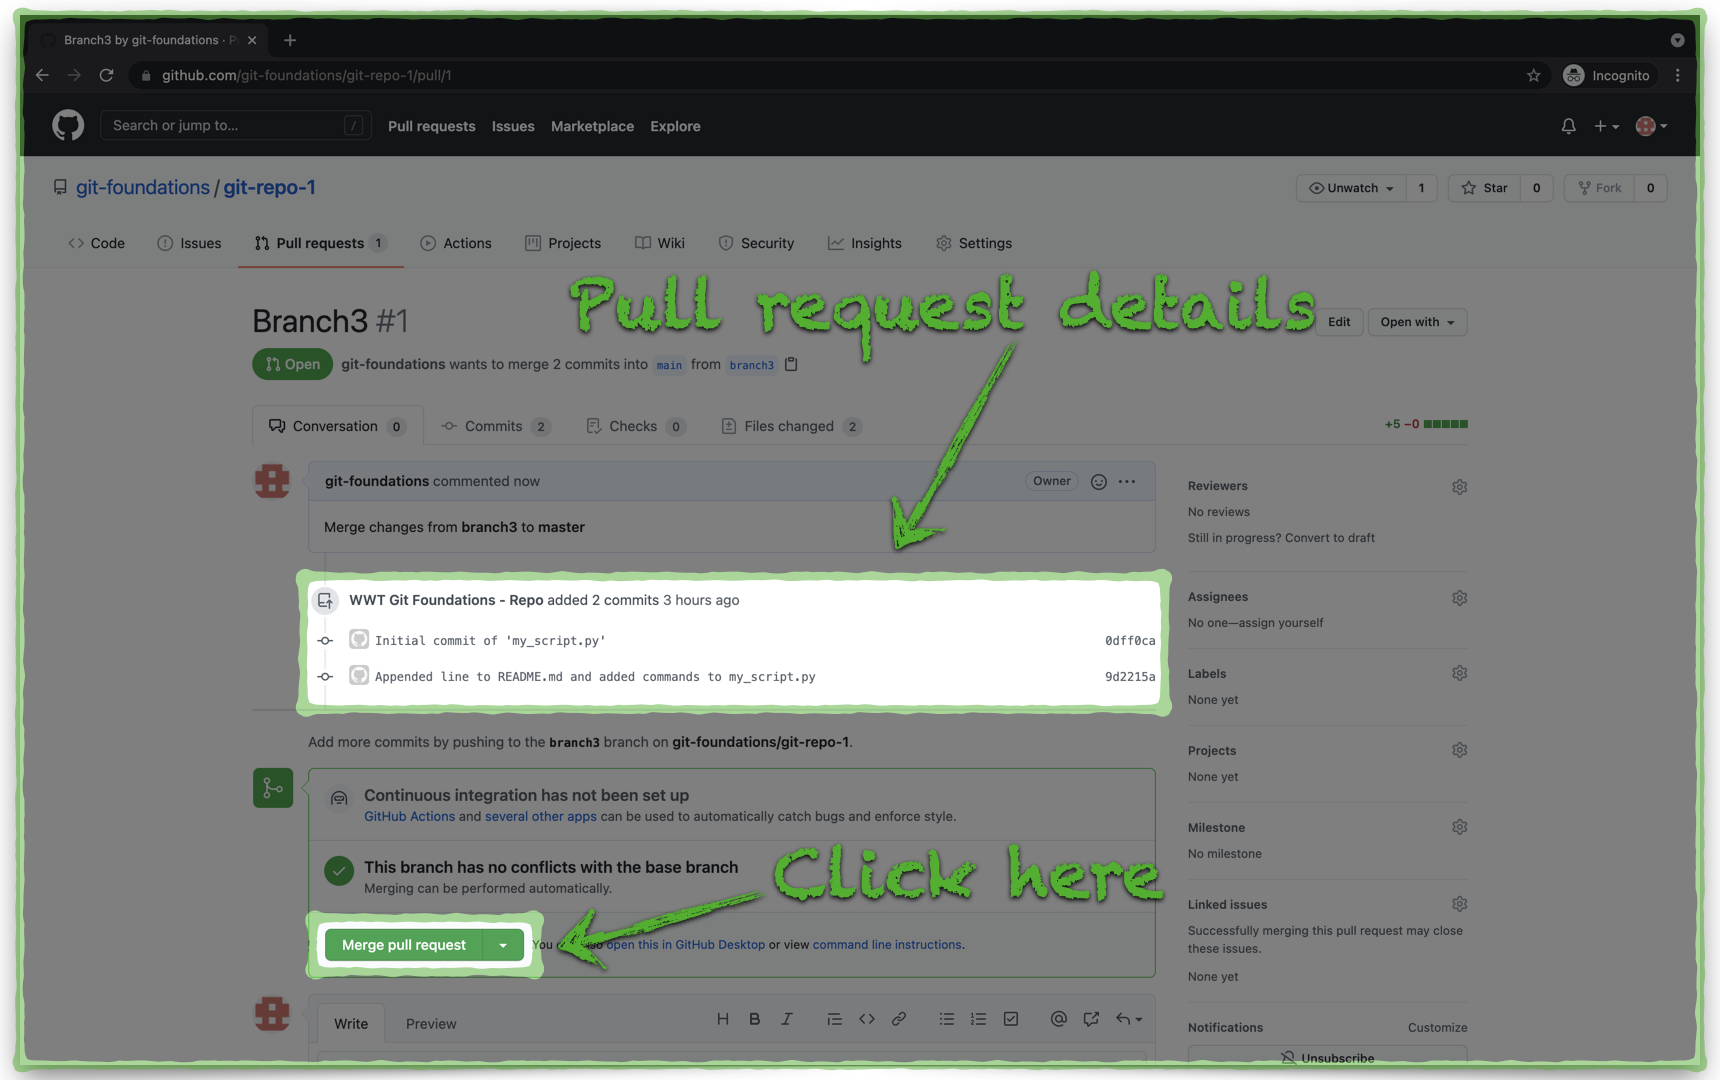 Branch3 by git-foundations · P
github.com/git-foundations/git-repo-1/pull/1
Incognito
Search or jump to...
/
Pull requests Issues Marketplace Explore
git-foundations / git-repo-1
Unwatch 1 Star 0 Fork 0
Code Issues Pull requests 1 Actions Projects Wiki Security Insights Settings
Pull request details
Branch3 #1
Edit Open with
Open git-foundations wants to merge 2 commits into main from branch3
Conversation 0 Commits 2 Checks 0 Files changed 2
+5 −0
git-foundations commented now
Owner
Merge changes from branch3 to master
Reviewers
No reviews
Still in progress? Convert to draft
WWT Git Foundations - Repo added 2 commits 3 hours ago
Initial commit of 'my_script.py' 0dff0ca
Appended line to README.md and added commands to my_script.py 9d2215a
Assignees
No one—assign yourself
Labels
None yet
Add more commits by pushing to the branch3 branch on git-foundations/git-repo-1.
Projects
None yet
Continuous integration has not been set up
GitHub Actions and several other apps can be used to automatically catch bugs and enforce style.
This branch has no conflicts with the base branch
Merging can be performed automatically.
Click here
Milestone
No milestone
Merge pull request
You open this in GitHub Desktop or view command line instructions.
Linked issues
Successfully merging this pull request may close
these issues.
None yet
Write Preview
H B I
Notifications Customize
Unsubscribe